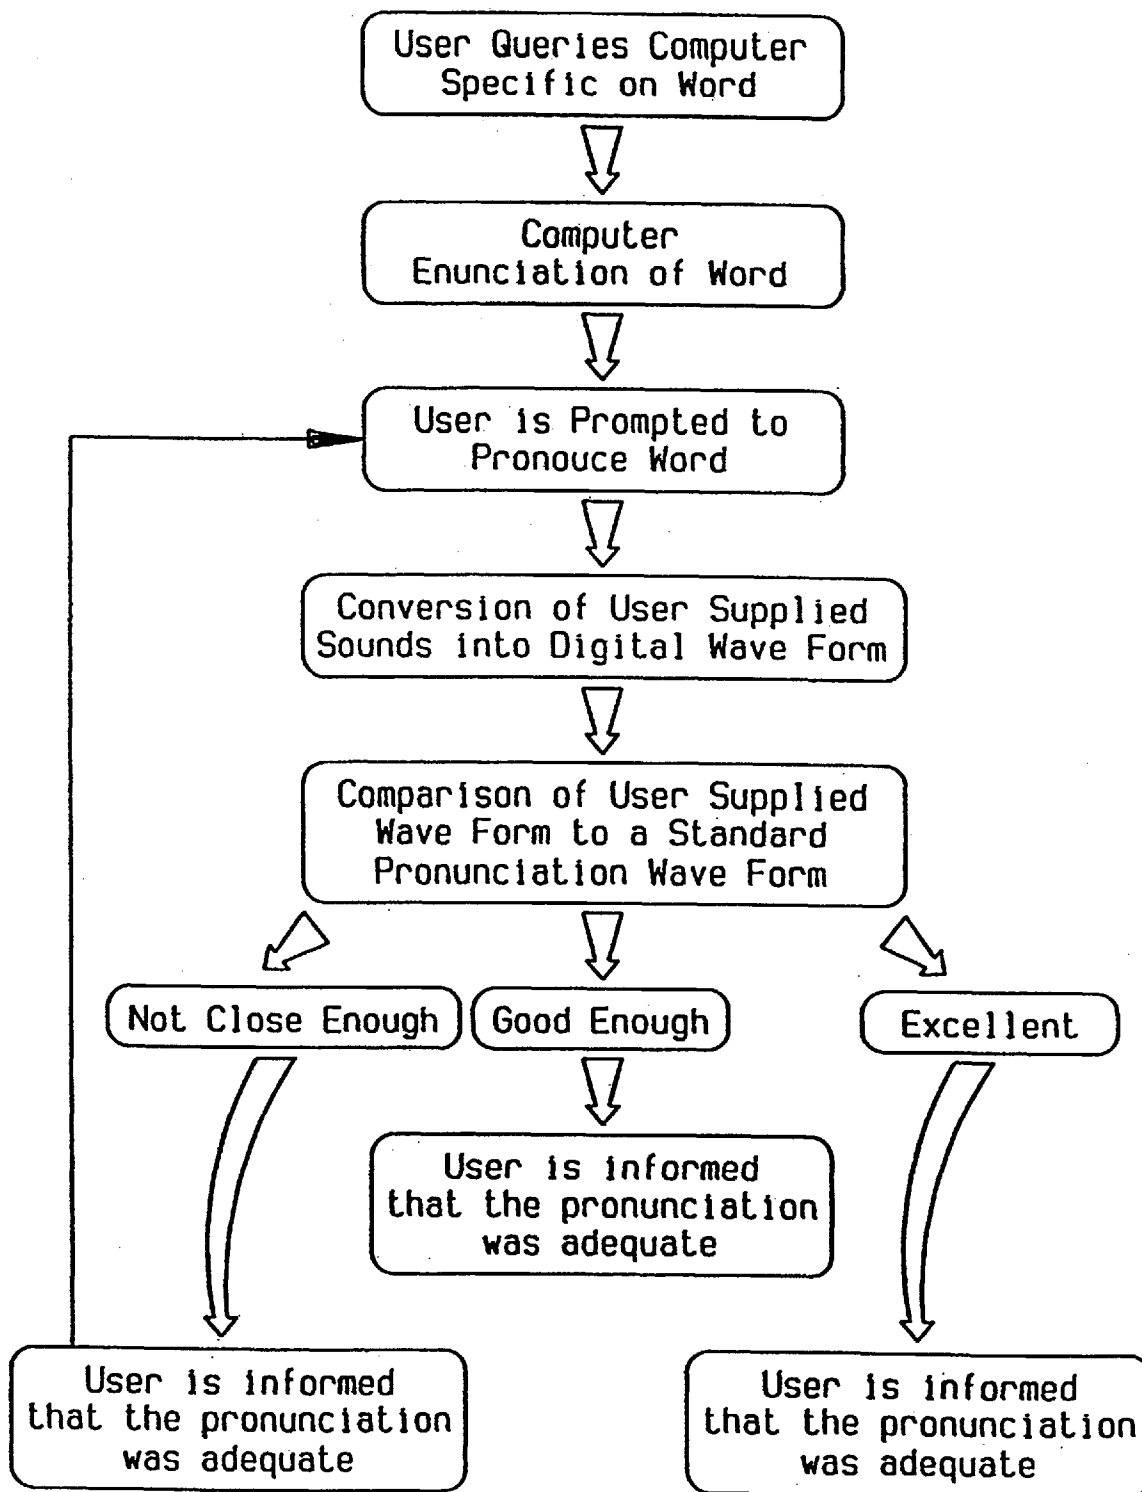 User Queries Computer
Specific on Word
Computer
Enunciation of Word
User is Prompted to
Pronouce Word
Conversion of User Supplied
Sounds into Digital Wave Form
Comparison of User Supplied
Wave Form to a Standard
Pronunciation Wave Form
Not Close Enough
Good Enough
Excellent
User is informed
that the pronunciation
was adequate
User is informed
that the pronunciation
was adequate
User is informed
that the pronunciation
was adequate